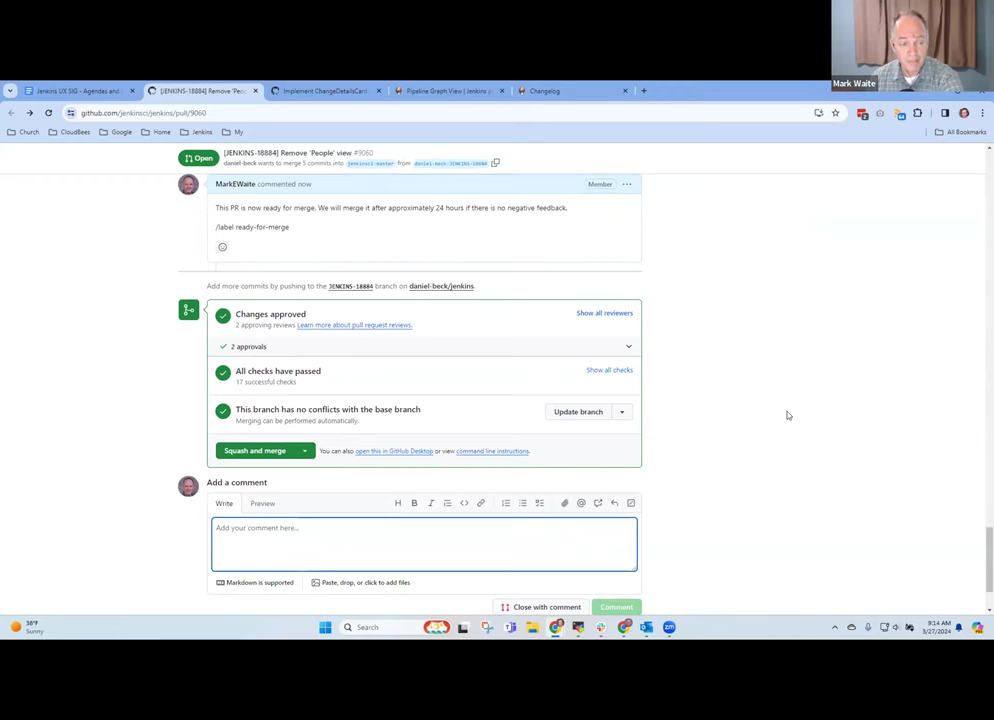 Mark Waite
Jenkins UX SIG - Agendas and
[JENKINS-18884] Remove 'Peop
Implement ChangeDetailsCard
Pipeline Graph View | Jenkins p
Changelog
github.com/jenkinsci/jenkins/pull/9060
Church
CloudBees
Google
Home
Jenkins
My
All Bookmarks
Open
[JENKINS-18884] Remove 'People' view #9060
daniel-beck wants to merge 5 commits into jenkinsci:master from daniel-beck:JENKINS-18884
MarkEWaite commented now
Member
This PR is now ready for merge. We will merge it after approximately 24 hours if there is no negative feedback.
/label ready-for-merge
Add more commits by pushing to the JENKINS-18884 branch on daniel-beck/jenkins.
Changes approved
Show all reviewers
2 approving reviews Learn more about pull request reviews.
2 approvals
All checks have passed
Show all checks
17 successful checks
This branch has no conflicts with the base branch
Update branch
Merging can be performed automatically.
Squash and merge
You can also open this in GitHub Desktop or view command line instructions.
Add a comment
Write
Preview
H B I
Add your comment here...
Markdown is supported
Paste, drop, or click to add files
Close with comment
Comment
38°F
Sunny
Search
9:14 AM
3/27/2024